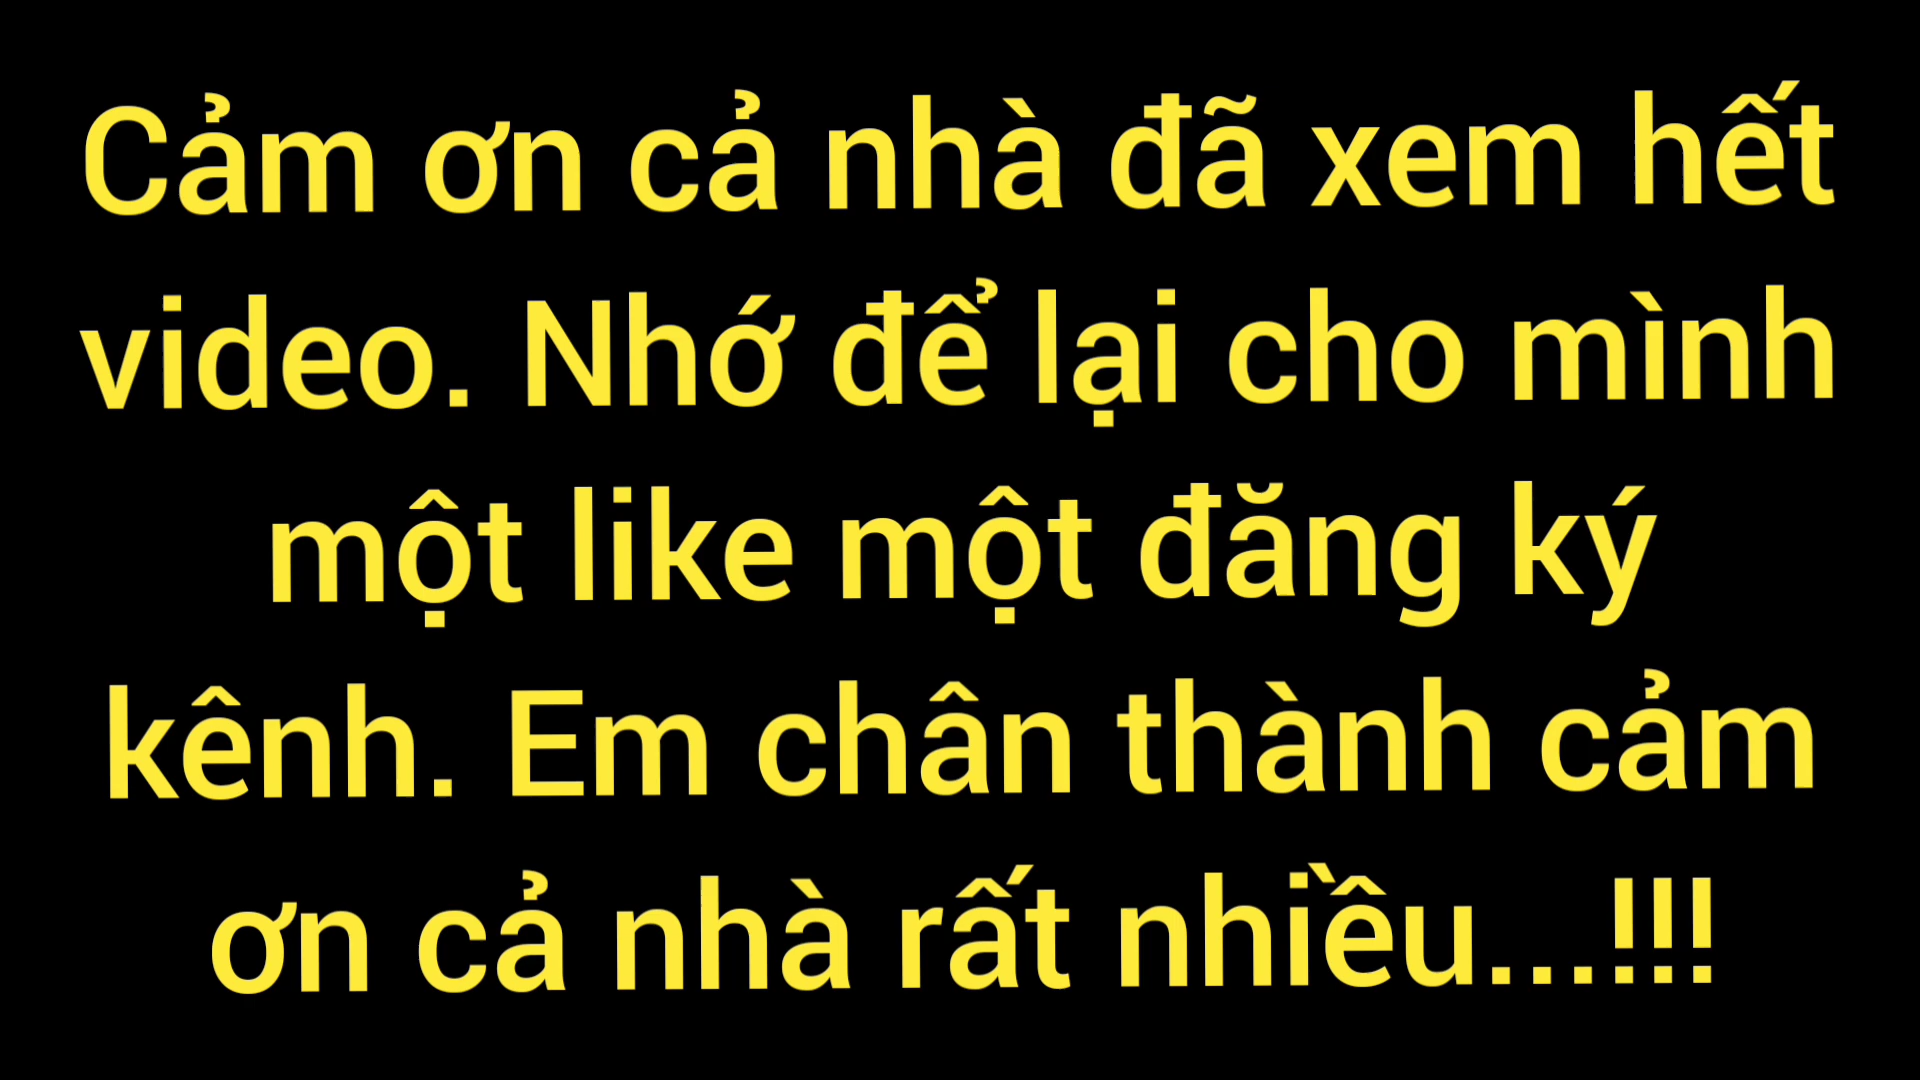 Cảm ơn cả nhà đã xem hết
video. Nhớ để lại cho mình
một like một đăng ký
kênh. Em chân thành cảm
ơn cả nhà rất nhiều...!!!